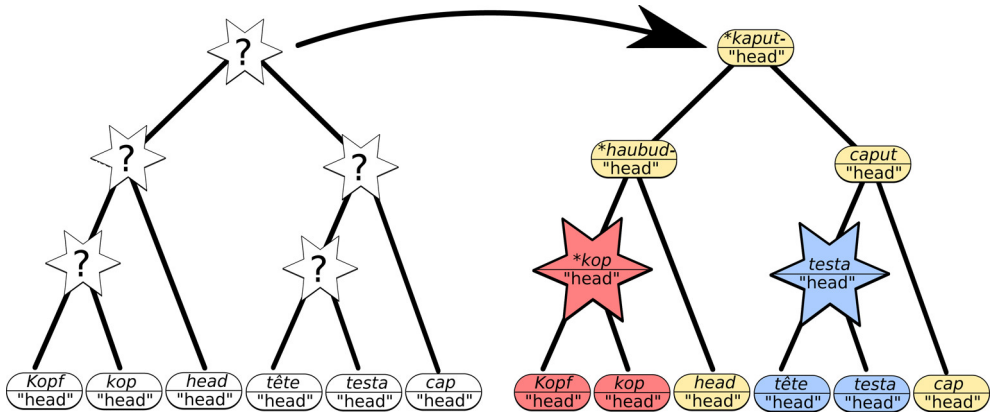 ?
*kaput-
"head"
?
?
*haubud-
"head"
caput
"head"
?
?
*kop
"head"
testa
"head"
Kopf
"head"
kop
"head"
head
"head"
tête
"head"
testa
"head"
cap
"head"
Kopf
"head"
kop
"head"
head
"head"
tête
"head"
testa
"head"
cap
"head"